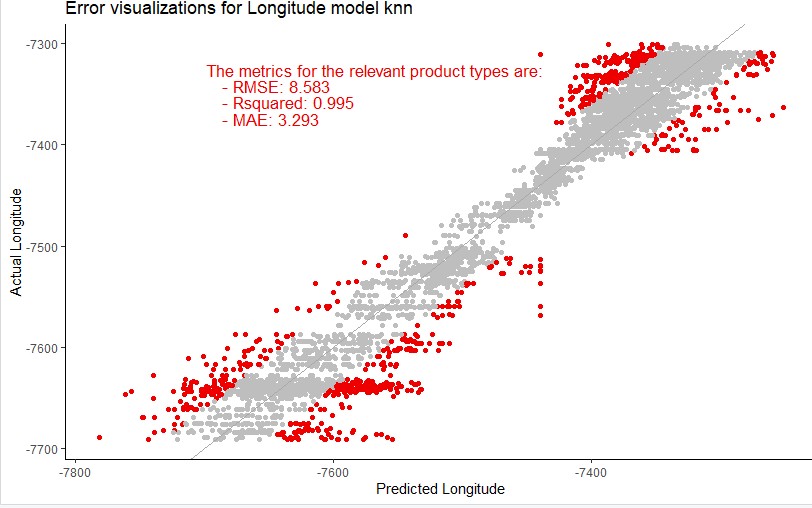 Error visualizations for Longitude model knn
The metrics for the relevant product types are:
- RMSE: 8.583
- Rsquared: 0.995
- MAE: 3.293
Actual Longitude
-7300
-7400
-7500
-7600
-7700
-7800
-7600
-7400
Predicted Longitude